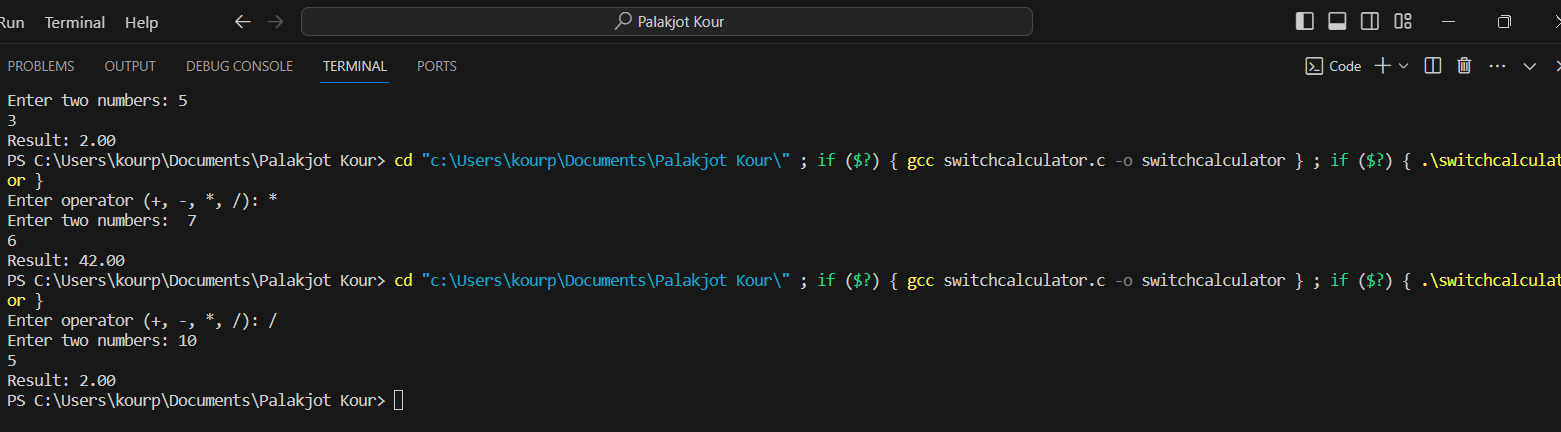 Run Terminal Help Palakjot Kour
PROBLEMS OUTPUT DEBUG CONSOLE TERMINAL PORTS Code
Enter two numbers: 5
3
Result: 2.00
PS C:\Users\kourp\Documents\Palakjot Kour> cd "c:\Users\kourp\Documents\Palakjot Kour\" ; if ($?) { gcc switchcalculator.c -o switchcalculator } ; if ($?) { .\switchcalculat
or }
Enter operator (+, -, *, /): *
Enter two numbers:  7
6
Result: 42.00
PS C:\Users\kourp\Documents\Palakjot Kour> cd "c:\Users\kourp\Documents\Palakjot Kour\" ; if ($?) { gcc switchcalculator.c -o switchcalculator } ; if ($?) { .\switchcalculat
or }
Enter operator (+, -, *, /): /
Enter two numbers: 10
5
Result: 2.00
PS C:\Users\kourp\Documents\Palakjot Kour>